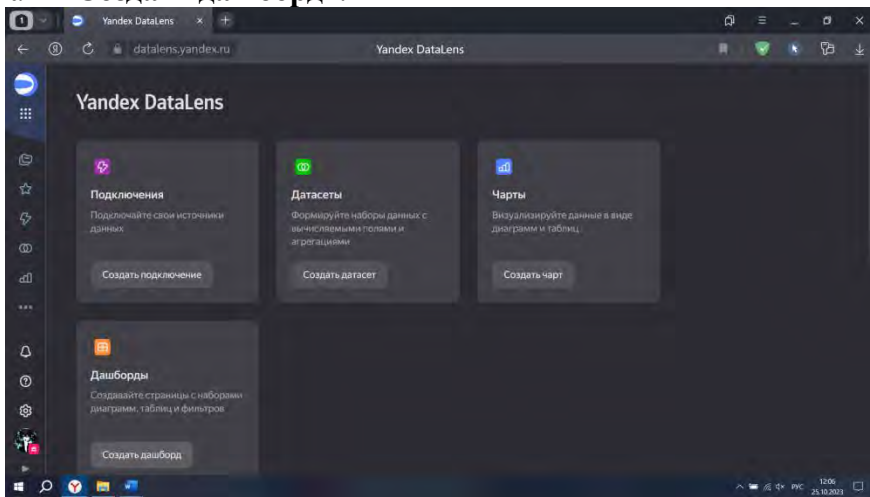 1
Yandex DataLens
datalens.yandex.ru
Yandex DataLens
Yandex DataLens
Подключения
Подключайте свои источники
данных
Создать подключение
Датасеты
Формируйте наборы данных с
вычисляемыми полями и
агрегациями
Создать датасет
Чарты
Визуализируйте данные в виде
диаграмм и таблиц
Создать чарт
Дашборды
Создавайте страницы с наборами
диаграмм, таблиц и фильтров
Создать дашборд
РУС
12:06
25.10.2023